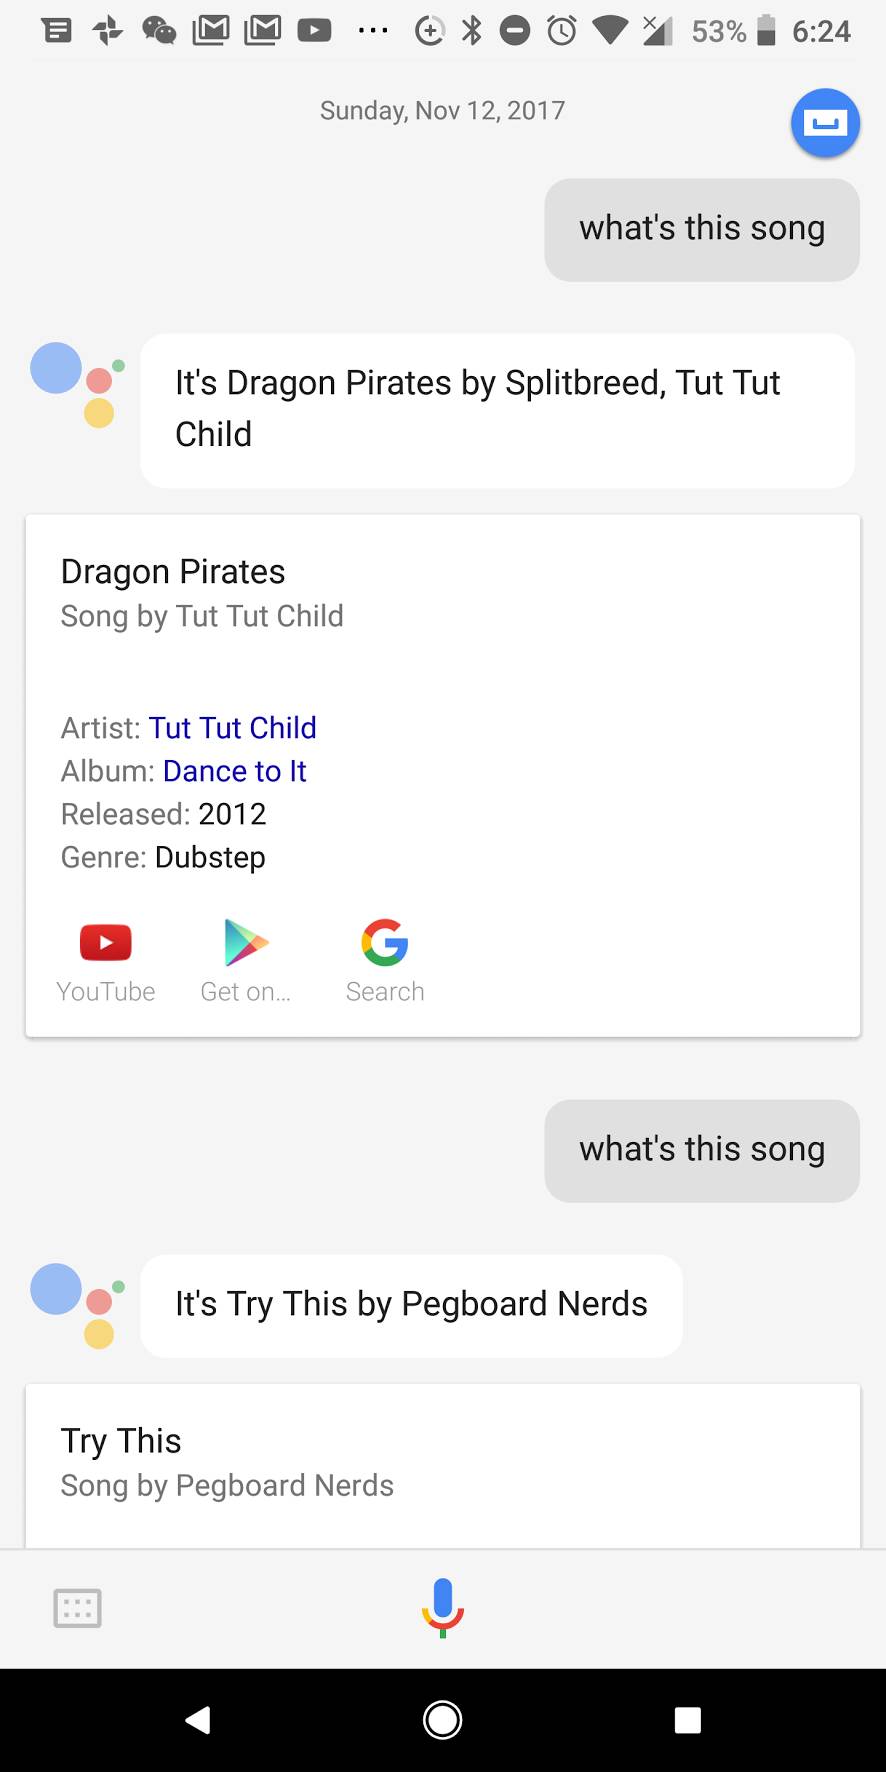 53% 6:24
Sunday, Nov 12, 2017
what's this song
It's Dragon Pirates by Splitbreed, Tut Tut
Child
Dragon Pirates
Song by Tut Tut Child
Artist: Tut Tut Child
Album: Dance to It
Released: 2012
Genre: Dubstep
YouTube Get on... Search
what's this song
It's Try This by Pegboard Nerds
Try This
Song by Pegboard Nerds